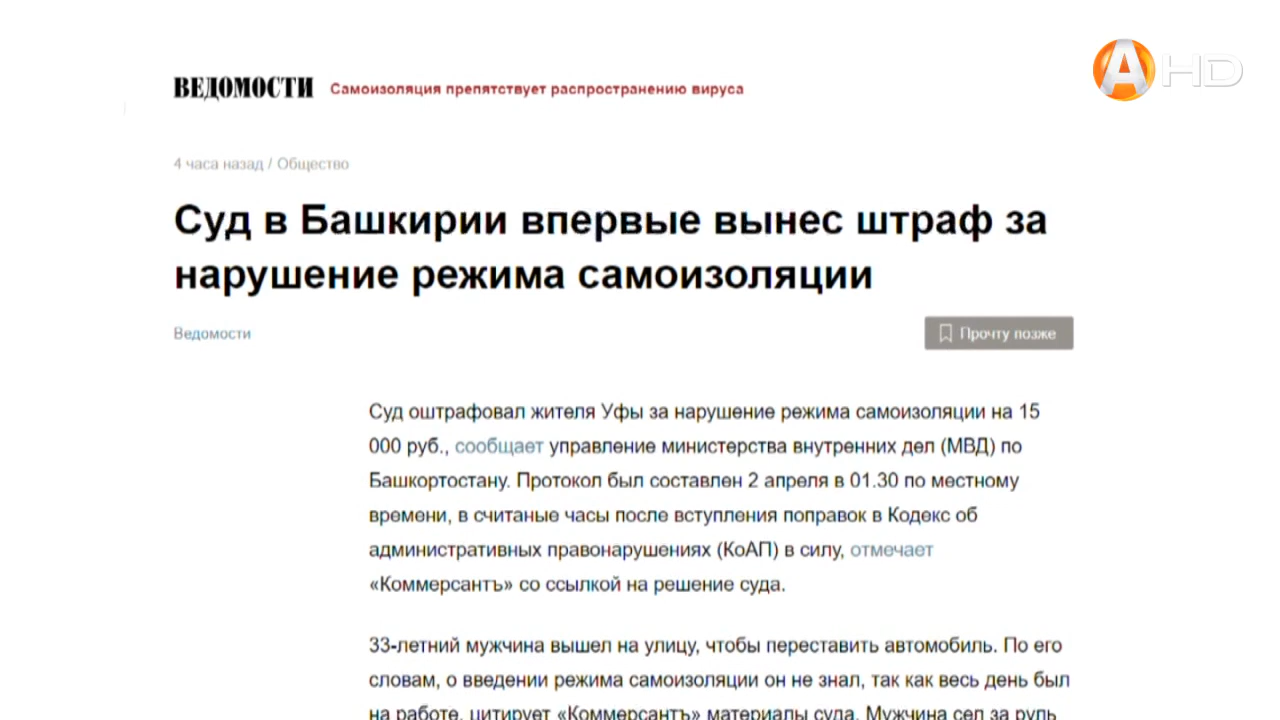 ВЕДОМОСТИ Самоизоляция препятствует распространению вируса
А HD
4 часа назад / Общество
Суд в Башкирии впервые вынес штраф за
нарушение режима самоизоляции
Ведомости
Прочту позже
Суд оштрафовал жителя Уфы за нарушение режима самоизоляции на 15
000 руб., сообщает управление министерства внутренних дел (МВД) по
Башкортостану. Протокол был составлен 2 апреля в 01.30 по местному
времени, в считаные часы после вступления поправок в Кодекс об
административных правонарушениях (КоАП) в силу, отмечает
«Коммерсантъ» со ссылкой на решение суда.
33-летний мужчина вышел на улицу, чтобы переставить автомобиль. По его
словам, о введении режима самоизоляции он не знал, так как весь день был
на работе, цитирует «Коммерсантъ» материалы суда. Мужчина сел за руль